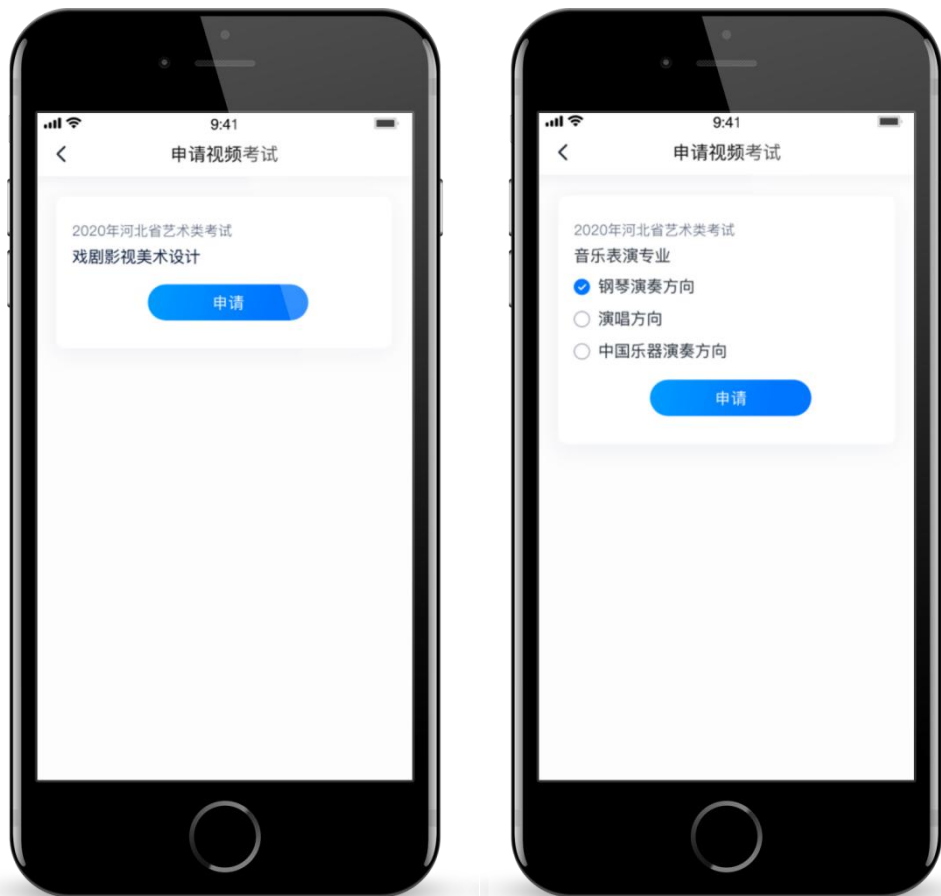 9:41
申请视频考试
2020年河北省艺术类考试
戏剧影视美术设计
申请
9:41
申请视频考试
2020年河北省艺术类考试
音乐表演专业
钢琴演奏方向
演唱方向
中国乐器演奏方向
申请